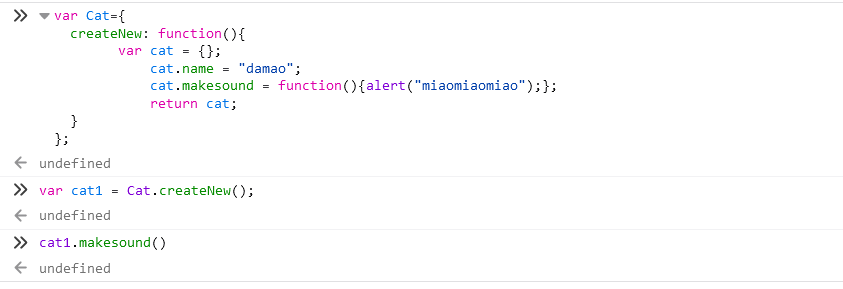 var Cat={
createNew: function(){
var cat = {};
cat.name = "damao";
cat.makesound = function(){alert("miaomiaomiao");};
return cat;
}
};
undefined
var cat1 = Cat.createNew();
undefined
cat1.makesound()
undefined